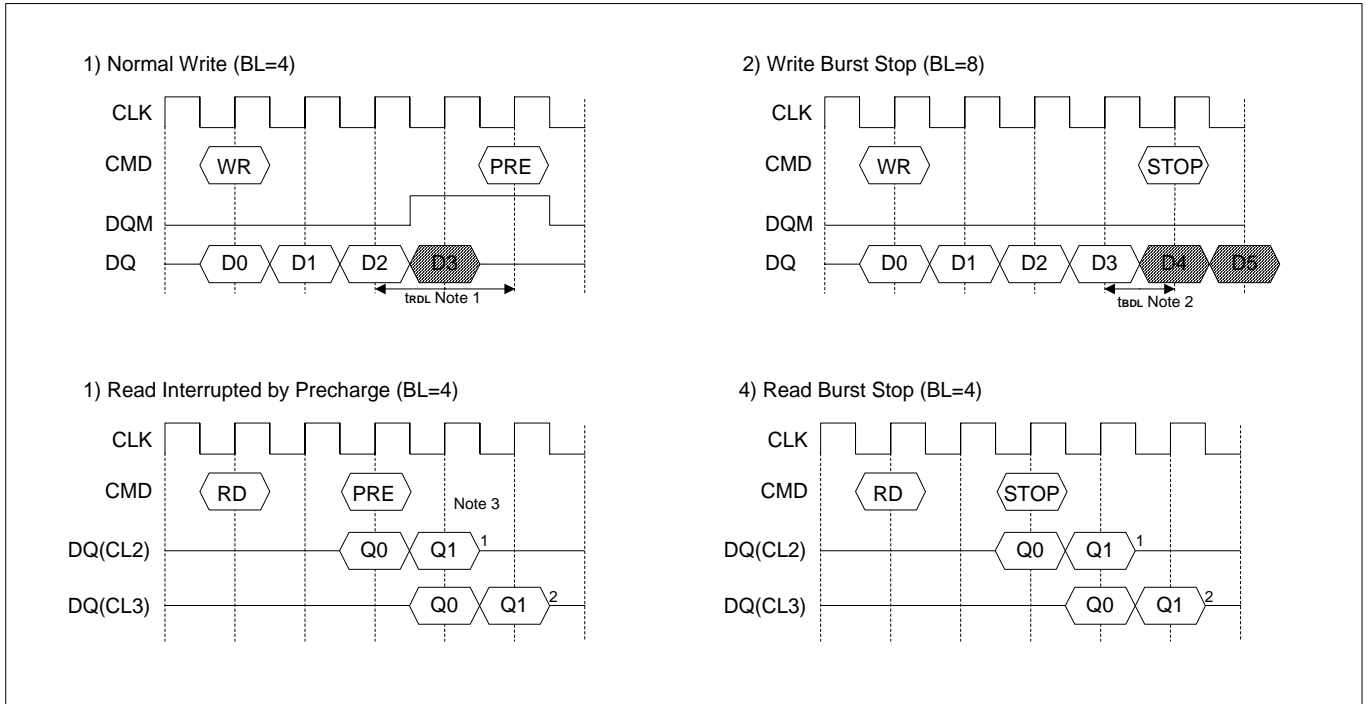 1) Normal Write (BL=4)
CLK
CMD WR PRE
DQM
DQ D0 D1 D2 D3
tRDL Note 1
2) Write Burst Stop (BL=8)
CLK
CMD WR STOP
DQM
DQ D0 D1 D2 D3 D4 D5
tBDL Note 2
1) Read Interrupted by Precharge (BL=4)
CLK
CMD RD PRE
Note 3
DQ(CL2) Q0 Q1 1
DQ(CL3) Q0 Q1 2
4) Read Burst Stop (BL=4)
CLK
CMD RD STOP
DQ(CL2) Q0 Q1 1
DQ(CL3) Q0 Q1 2